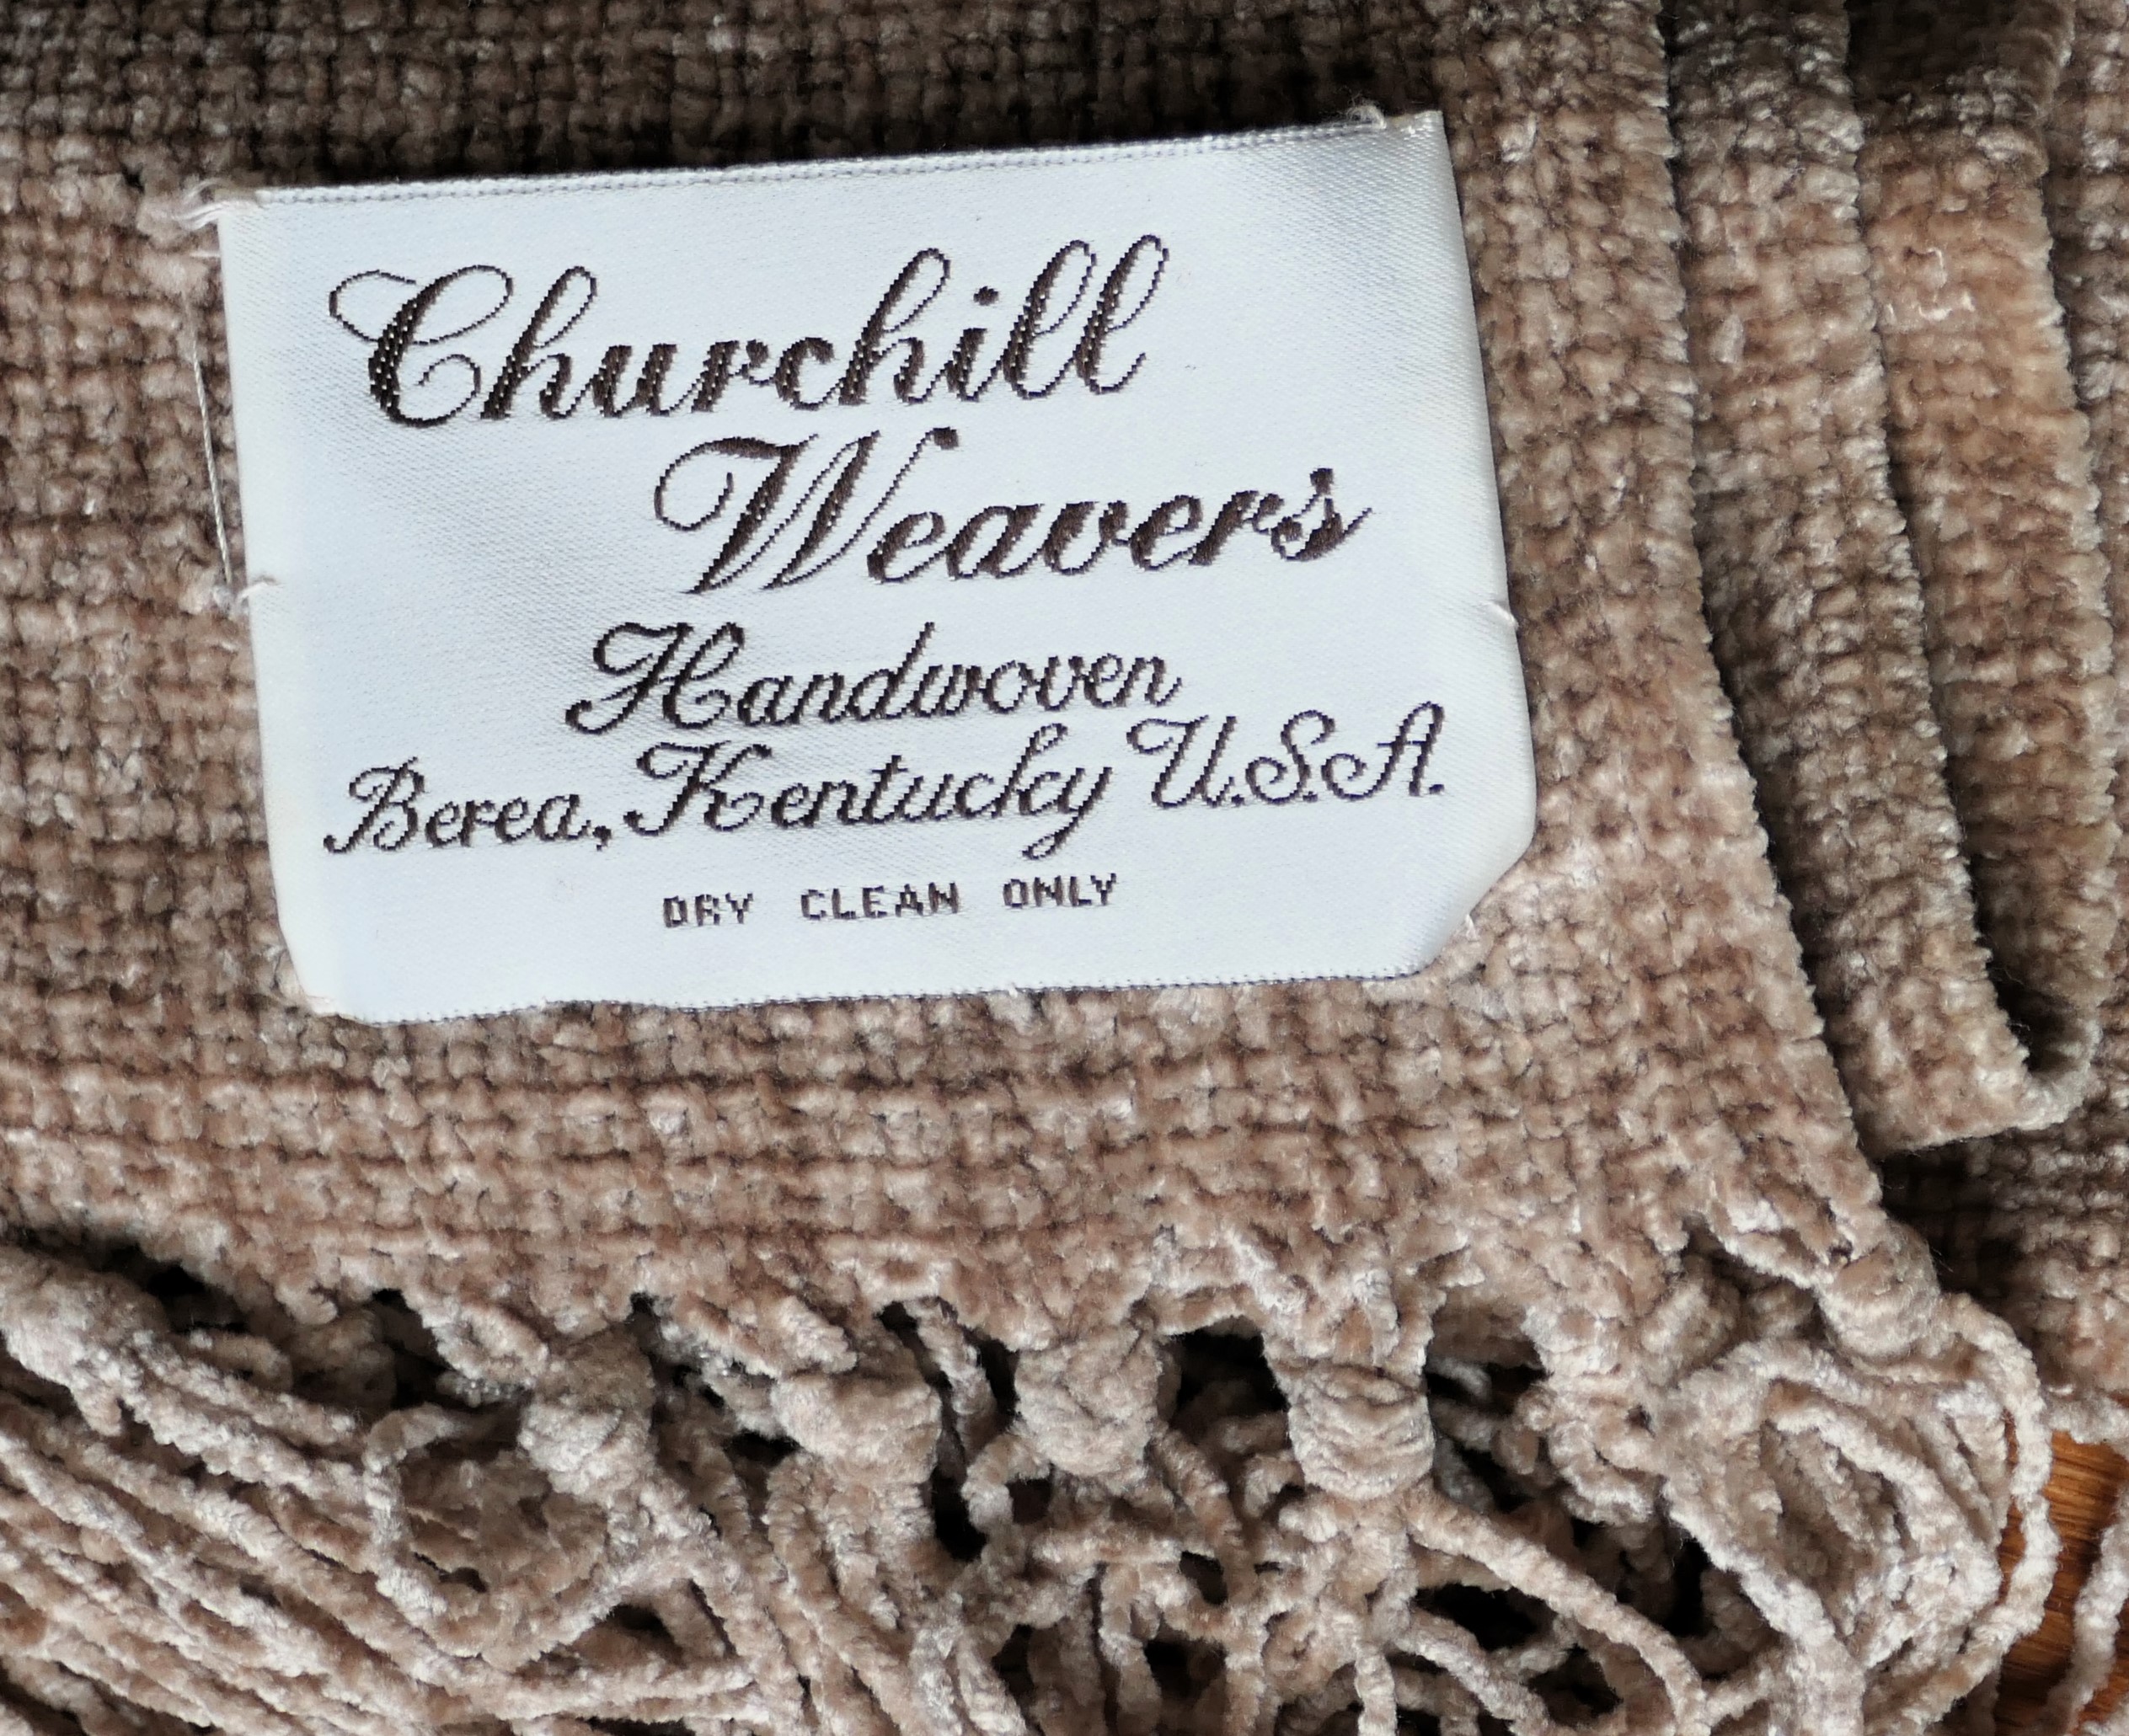 Churchill
Weavers
Handwoven
Berea, Kentucky U.S.A.
DRY CLEAN ONLY